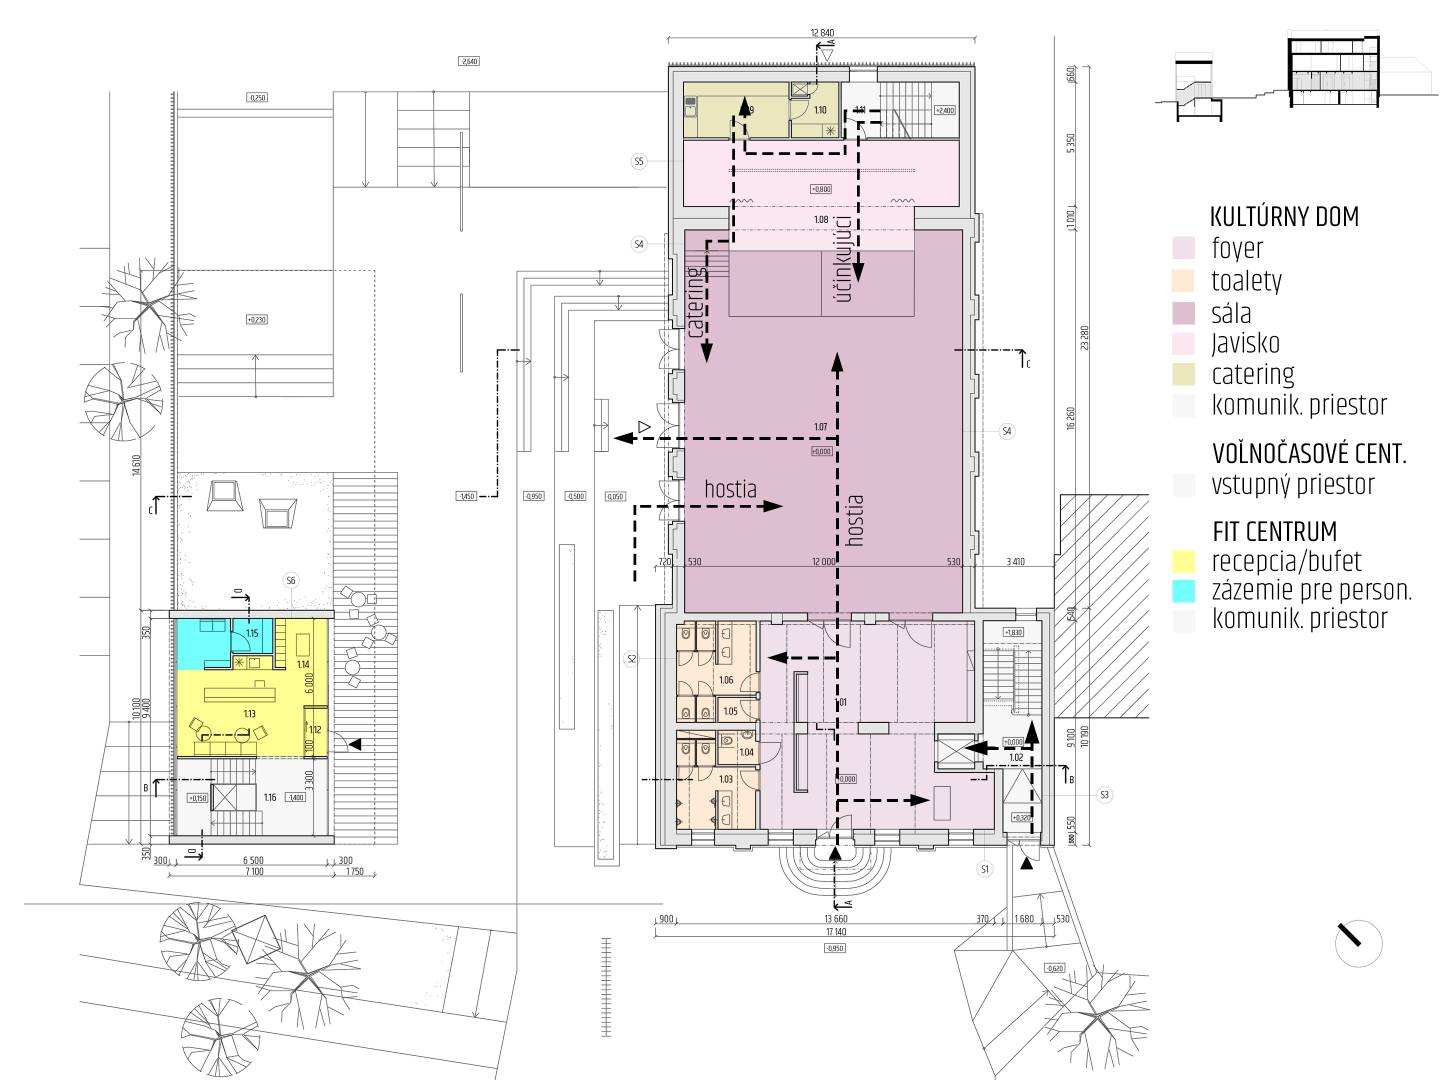 12 840
A
-2,640
-0,250
660
1.09
1.10
1.11
+2,400
5 350
S5
+0,800
1.08
1 010
S4
účinkujúci
catering
+0,230
23 280
C
1.07
16 260
S4
+0,000
14 610
C
-1,450
-0,950
-0,500
-0,050
hostia
hostia
720
530
12 000
530
3 410
S6
D
350
1.15
1.14
6 000
S2
1.06
1.05
1.04
1.03
+1,830
540
10 100
9 400
1.13
1.12
100
+0,000
1.02
9 100
10 190
B
B
+0,150
1.16
-1,400
3 300
+0,000
S3
+0,320
550
350
D
300
6 500
300
7 100
1 750
S1
A
900
13 660
370
1 680
530
17 140
-0,950
-0,620
KULTÚRNY DOM
foyer
toalety
sála
Javisko
catering
komunik. priestor
VOĽNOČASOVÉ CENT.
vstupný priestor
FIT CENTRUM
recepcia/bufet
zázemie pre person.
komunik. priestor